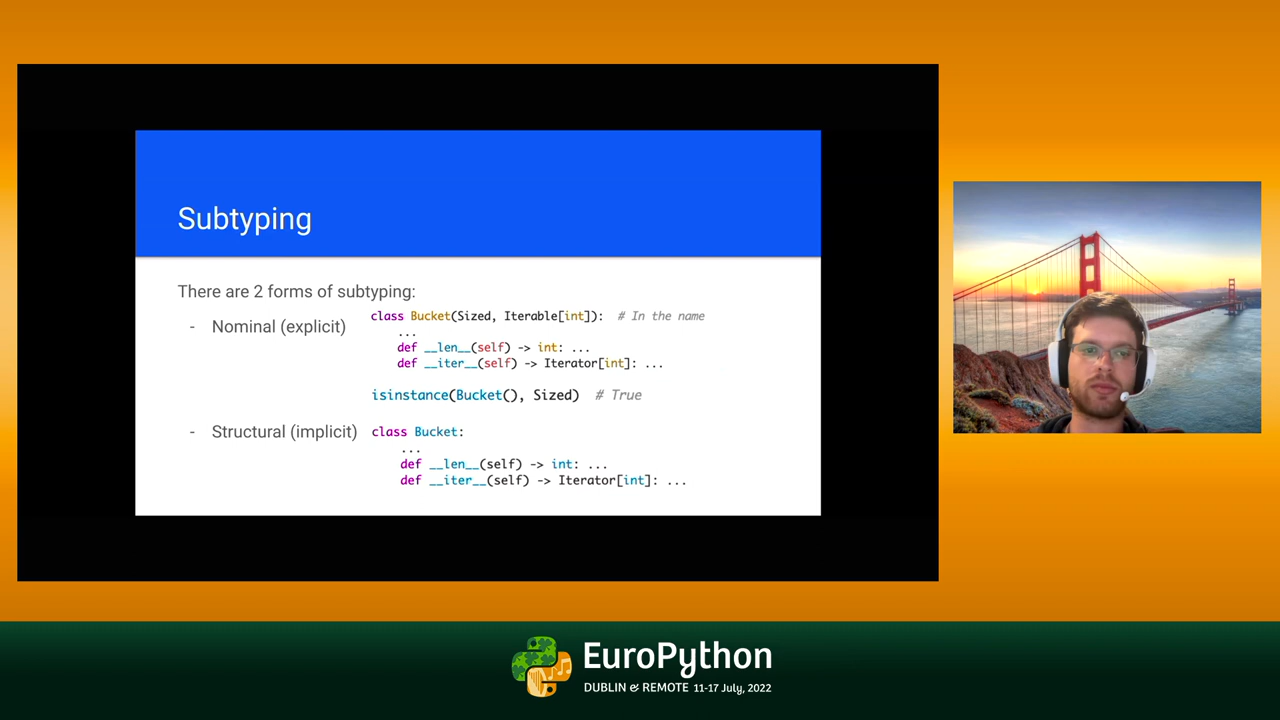 Subtyping
There are 2 forms of subtyping:
- Nominal (explicit)
class Bucket(Sized, Iterable[int]): # In the name
...
def __len__(self) -> int: ...
def __iter__(self) -> Iterator[int]: ...
isinstance(Bucket(), Sized) # True
- Structural (implicit)
class Bucket:
...
def __len__(self) -> int: ...
def __iter__(self) -> Iterator[int]: ...
EuroPython
DUBLIN & REMOTE 11-17 July, 2022